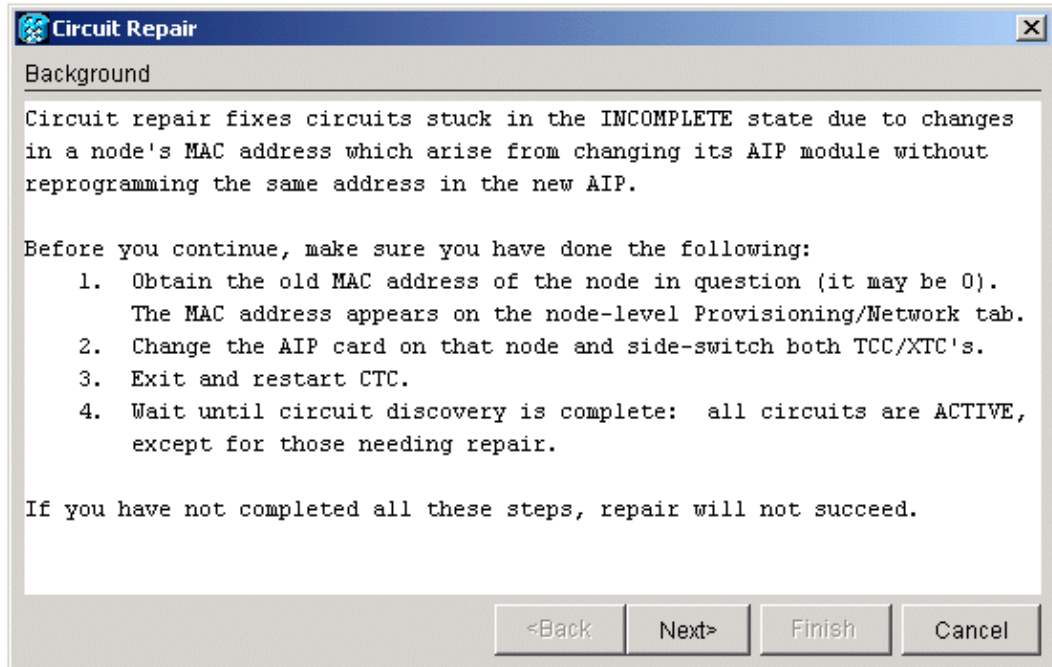 Circuit Repair
Background
Circuit repair fixes circuits stuck in the INCOMPLETE state due to changes
in a node's MAC address which arise from changing its AIP module without
reprogramming the same address in the new AIP.
Before you continue, make sure you have done the following:
1. Obtain the old MAC address of the node in question (it may be 0).
The MAC address appears on the node-level Provisioning/Network tab.
2. Change the AIP card on that node and side-switch both TCC/XTC's.
3. Exit and restart CTC.
4. Wait until circuit discovery is complete: all circuits are ACTIVE,
except for those needing repair.
If you have not completed all these steps, repair will not succeed.
<Back Next> Finish Cancel